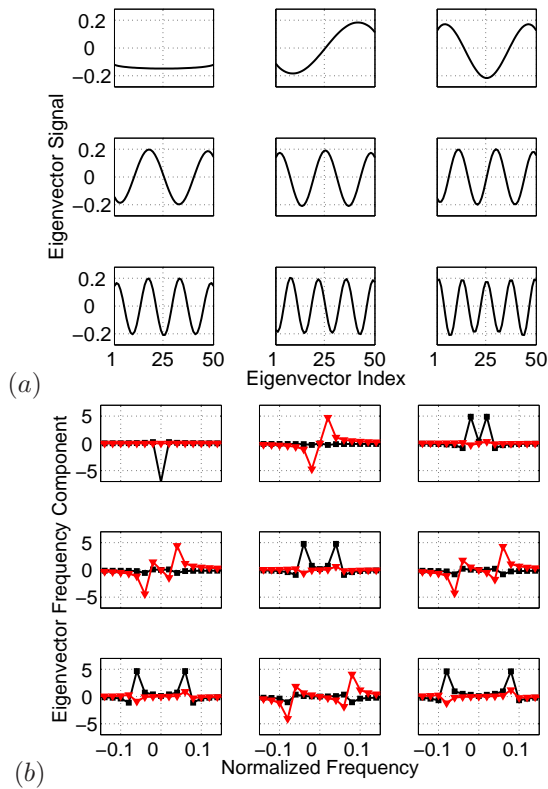 0.2
0
−0.2
0.2
0
−0.2
0.2
0
−0.2
1 25 50 1 25 50 1 25 50
Eigenvector Signal
Eigenvector Index
(a)
5
0
−5
5
0
−5
5
0
−5
−0.1 0 0.1 −0.1 0 0.1 −0.1 0 0.1
Eigenvector Frequency Component
Normalized Frequency
(b)